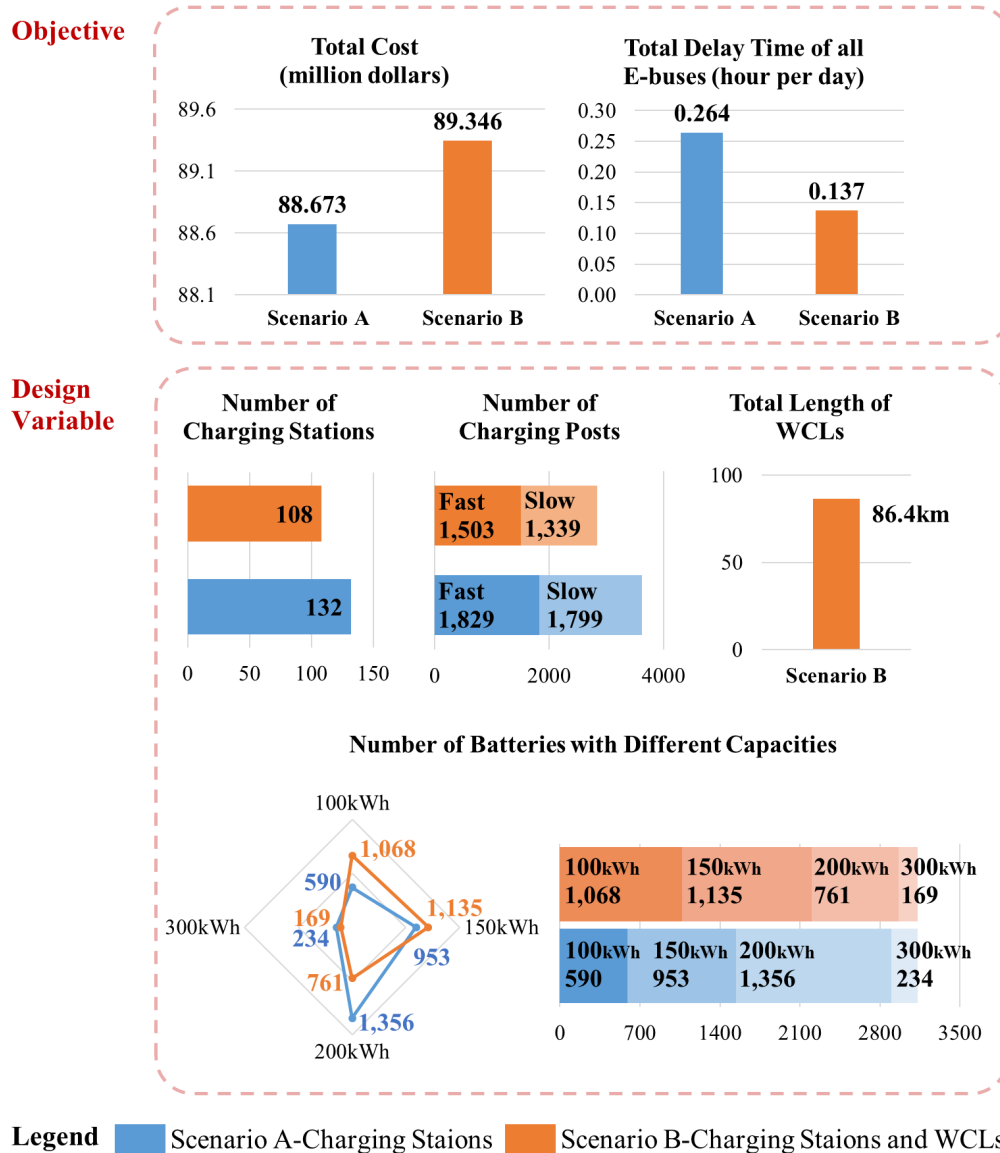 Objective
Total Cost
(million dollars)
89.6
89.1
88.6
88.1
88.673
89.346
Scenario A
Scenario B
Total Delay Time of all
E-buses (hour per day)
0.30
0.25
0.20
0.15
0.10
0.05
0.00
0.264
0.137
Scenario A
Scenario B
Design
Variable
Number of
Charging Stations
108
132
0 50 100 150
Number of
Charging Posts
Fast Slow
1,503 1,339
Fast Slow
1,829 1,799
0 2000 4000
Total Length of
WCLs
100
50
0
86.4km
Scenario B
Number of Batteries with Different Capacities
100kWh
1,068
590
1,135
300kWh
169
150kWh
234
953
761
1,356
200kWh
100kWh 150kWh 200kWh 300kWh
1,068 1,135 761 169
100kWh 150kWh 200kWh 300kWh
590 953 1,356 234
0 700 1400 2100 2800 3500
Legend Scenario A-Charging Staions Scenario B-Charging Staions and WCLs